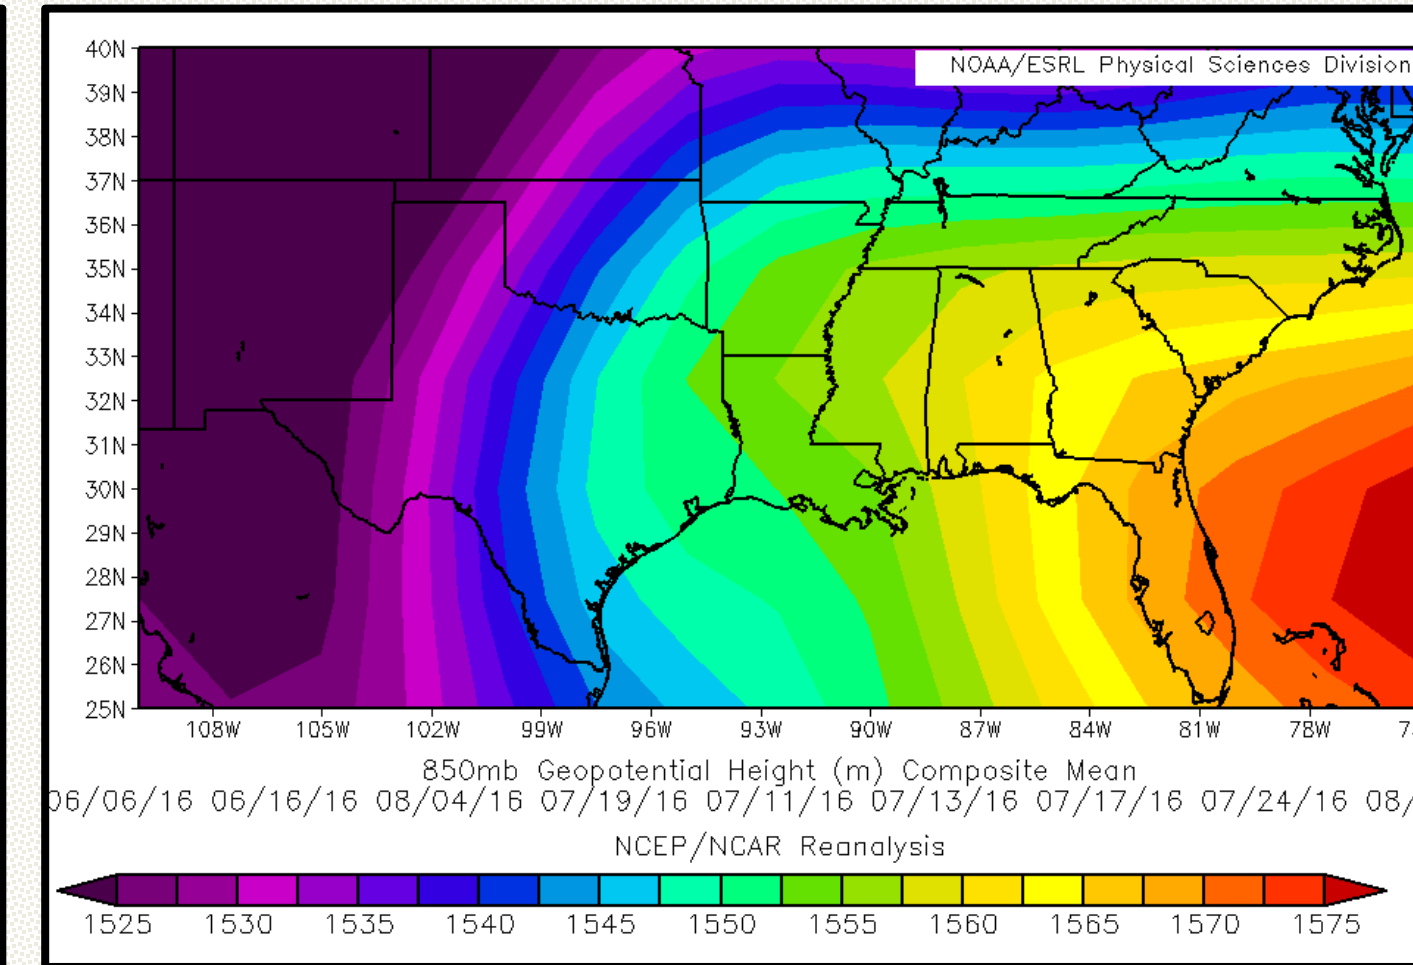 NOAA/ESRL Physical Sciences Division
40N
39N
38N
37N
36N
35N
34N
33N
32N
31N
30N
29N
28N
27N
26N
25N
108W 105W 102W 99W 96W 93W 90W 87W 84W 81W 78W
850mb Geopotential Height (m) Composite Mean
06/06/16 06/16/16 08/04/16 07/19/16 07/11/16 07/13/16 07/17/16 07/24/16 08/
NCEP/NCAR Reanalysis
1525 1530 1535 1540 1545 1550 1555 1560 1565 1570 1575